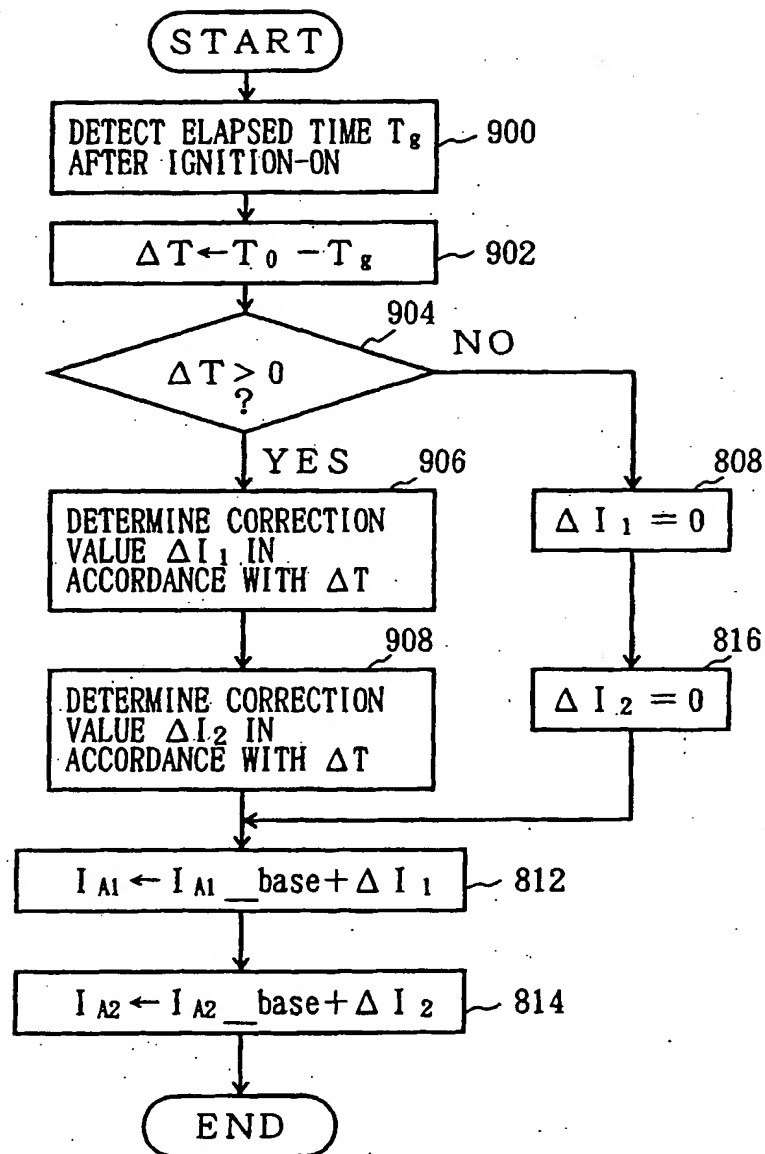 START
DETECT ELAPSED TIME Tg
AFTER IGNITION-ON
900
ΔT←T0 −Tg
902
904
NO
ΔT>0
?
YES
906
DETERMINE CORRECTION
VALUE ΔI1 IN
ACCORDANCE WITH ΔT
808
ΔI1 =0
908
DETERMINE CORRECTION
VALUE ΔI2 IN
ACCORDANCE WITH ΔT
816
ΔI2 =0
IA1←IA1_base+ΔI1
812
IA2←IA2_base+ΔI2
814
END